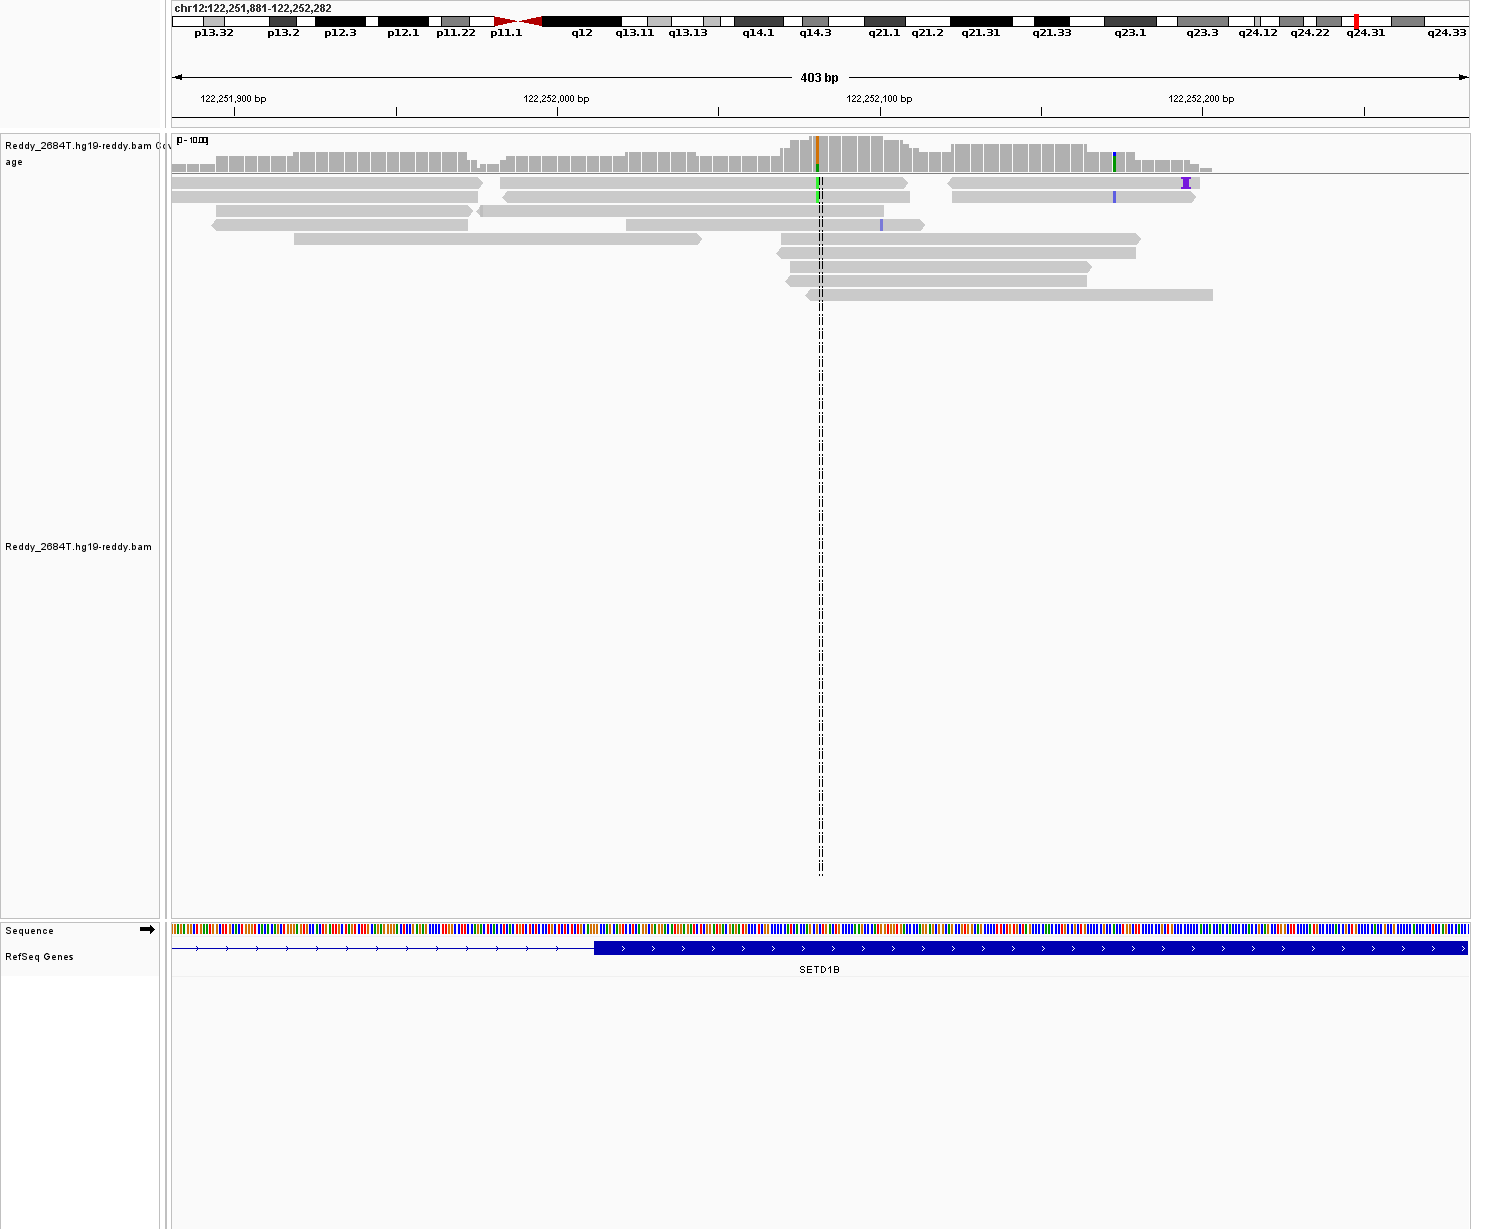 chr12:122,251,881-122,252,282
p13.32 p13.2 p12.3 p12.1 p11.22 p11.1 q12 q13.11 q13.13 q14.1 q14.3 q21.1 q21.2 q21.31 q21.33 q23.1 q23.3 q24.12 q24.22 q24.31 q24.33
403 bp
122,251,900 bp 122,252,000 bp 122,252,100 bp 122,252,200 bp
Reddy_2684T.hg19-reddy.bam Cov
age
[0 - 10.00]
Reddy_2684T.hg19-reddy.bam
Sequence
RefSeq Genes
SETD1B